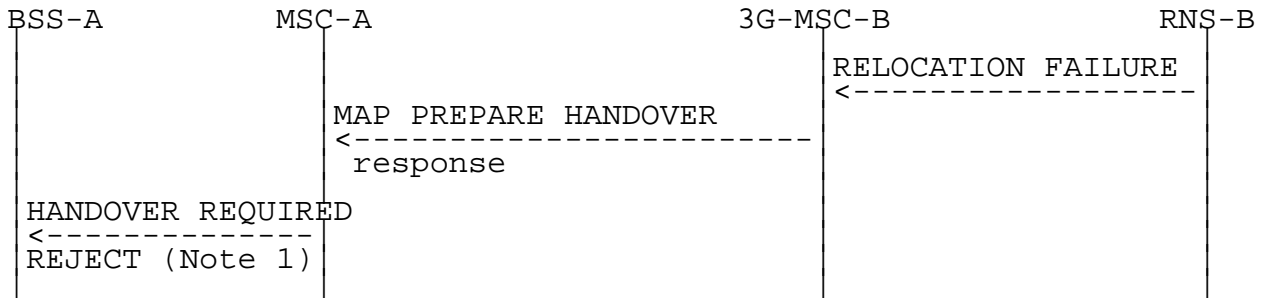 BSS-A MSC-A 3G-MSC-B RNS-B
RELOCATION FAILURE
MAP PREPARE HANDOVER
response
HANDOVER REQUIRED
REJECT (Note 1)